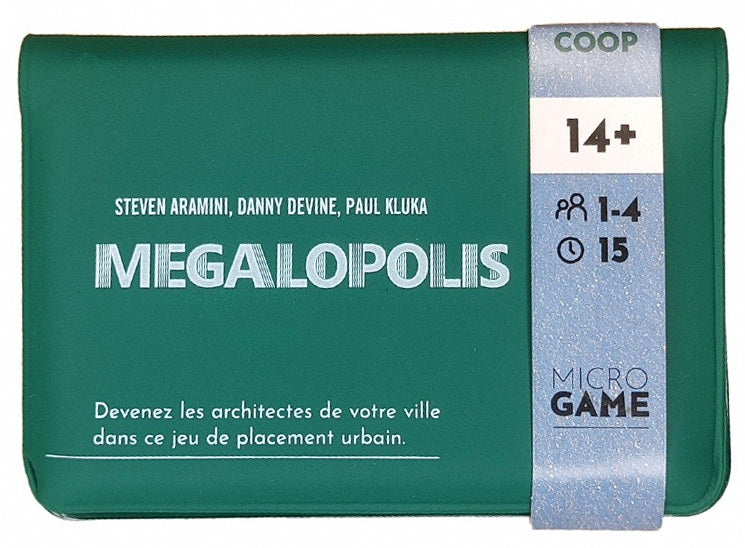 COOP
14+
1-4
15
STEVEN ARAMINI, DANNY DEVINE, PAUL KLUKA
MEGALOPOLIS
Devenez les architectes de votre ville
dans ce jeu de placement urbain.
MICRO
GAME